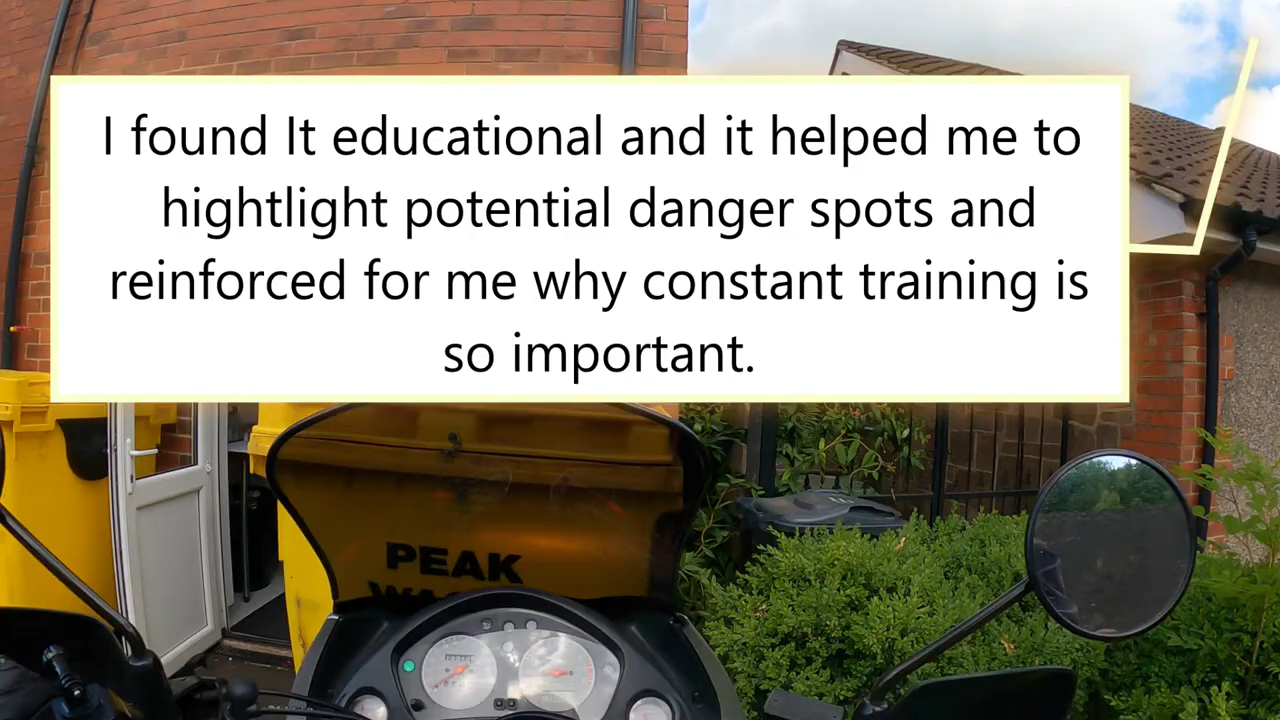 I found It educational and it helped me to
hightlight potential danger spots and
reinforced for me why constant training is
so important.
PEAK